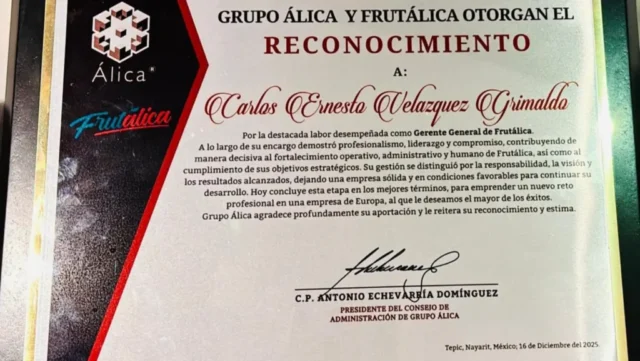 GRUPO ÁLICA Y FRUTÁLICA OTORGAN EL
RECONOCIMIENTO
A:
Álica®
Frutálica
Carlos Ernesto Velazquez Grimaldo
Por la destacada labor desempeñada como Gerente General de Frutálica.
A lo largo de su encargo demostró profesionalismo, liderazgo y compromiso, contribuyendo de
manera decisiva al fortalecimiento operativo, administrativo y humano de Frutálica, así como al
cumplimiento de sus objetivos estratégicos. Su gestión se distinguió por la responsabilidad, la visión y
los resultados alcanzados, dejando una empresa sólida y en condiciones favorables para continuar su
desarrollo. Hoy concluye esta etapa en los mejores términos, para emprender un nuevo reto
profesional en una empresa de Europa, al que le deseamos el mayor de los éxitos.
Grupo Álica agradece profundamente su aportación y le reitera su reconocimiento y estima.
C.P. ANTONIO ECHEVARRÍA DOMÍNGUEZ
PRESIDENTE DEL CONSEJO DE
ADMINISTRACIÓN DE GRUPO ÁLICA
Tepic, Nayarit, México; 16 de Diciembre del 2025.